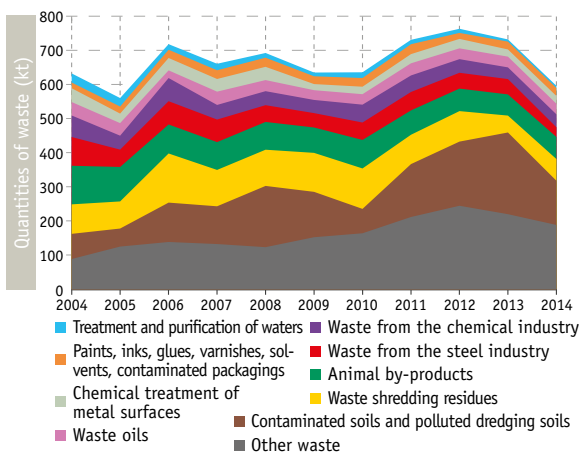 Quantities of waste (kt)
800
700
600
500
400
300
200
100
0
2004 2005 2006 2007 2008 2009 2010 2011 2012 2013 2014
Treatment and purification of waters
Paints, inks, glues, varnishes, sol-
vents, contaminated packagings
Chemical treatment of
metal surfaces
Waste oils
Waste from the chemical industry
Waste from the steel industry
Animal by-products
Waste shredding residues
Contaminated soils and polluted dredging soils
Other waste